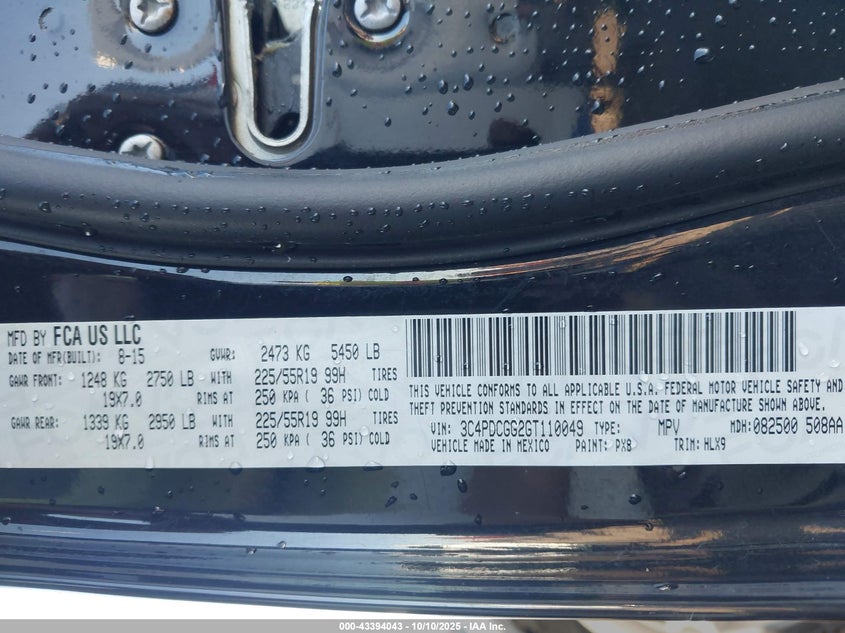 MFD BY FCA US LLC
DATE OF MFR(BUILT): 8-15 GVWR: 2473 KG 5450 LB
GAWR FRONT: 1248 KG 2750 LB WITH 225/55R19 99H TIRES
19X7.0 RIMS AT 250 KPA ( 36 PSI) COLD
GAWR REAR: 1339 KG 2950 LB WITH 225/55R19 99H TIRES
19X7.0 RIMS AT 250 KPA ( 36 PSI) COLD
THIS VEHICLE CONFORMS TO ALL APPLICABLE U.S.A. FEDERAL MOTOR VEHICLE SAFETY AND
THEFT PREVENTION STANDARDS IN EFFECT ON THE DATE OF MANUFACTURE SHOWN ABOVE.
VIN: 3C4PDCGG2GT110049 TYPE: MPV MDH: 082500 508AA
VEHICLE MADE IN MEXICO PAINT: PX8 TRIM: HLX9
000-43394043 - 10/10/2025 - IAA Inc.